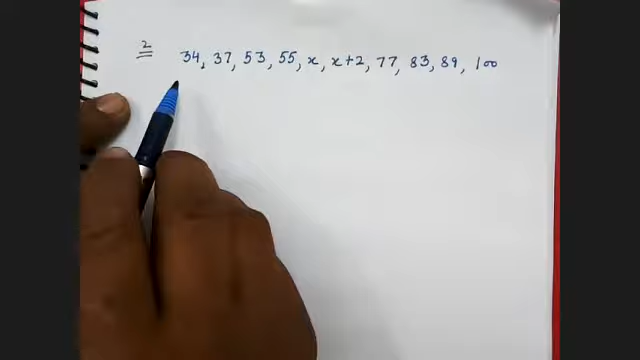 2 34, 37, 53, 55, x, x+2, 77, 83, 89, 100